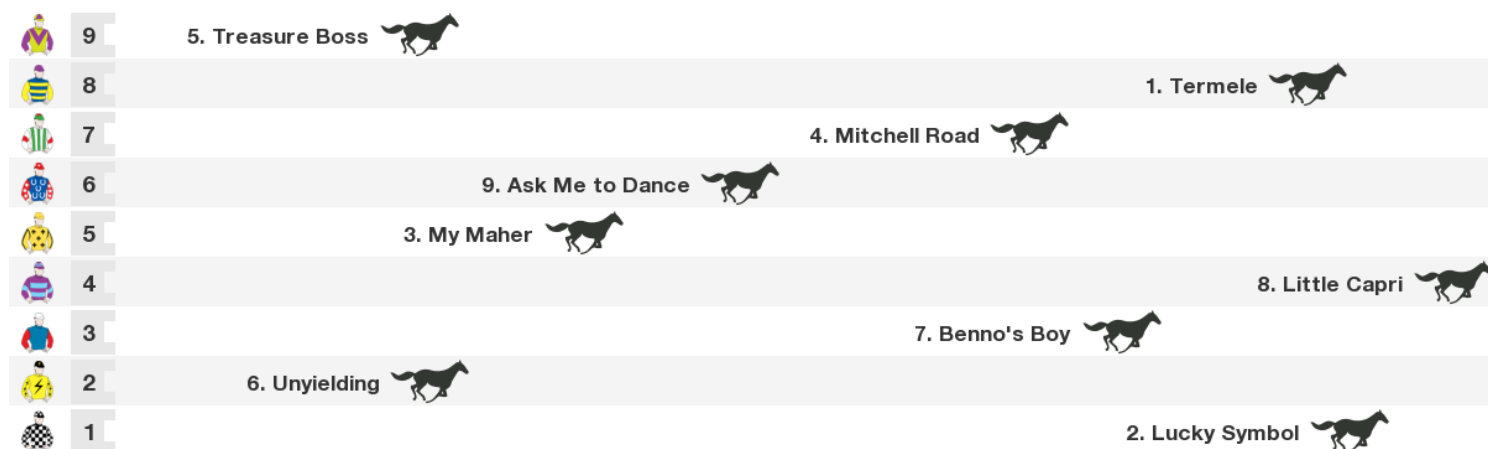 9 5. Treasure Boss
8 1. Termele
7 4. Mitchell Road
6 9. Ask Me to Dance
5 3. My Maher
4 8. Little Capri
3 7. Benno's Boy
2 6. Unyielding
1 2. Lucky Symbol